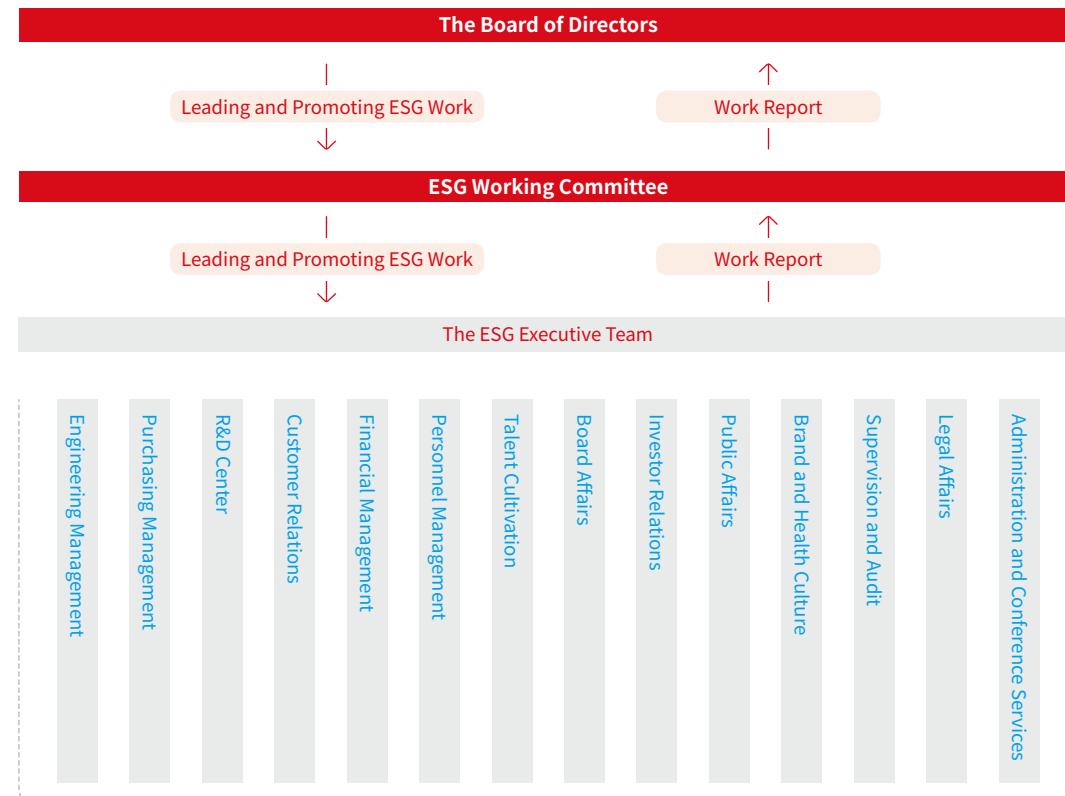 The Board of Directors
Leading and Promoting ESG Work
Work Report
ESG Working Committee
Leading and Promoting ESG Work
Work Report
The ESG Executive Team
Engineering Management
Purchasing Management
R&D Center
Customer Relations
Financial Management
Personnel Management
Talent Cultivation
Board Affairs
Investor Relations
Public Affairs
Brand and Health Culture
Supervision and Audit
Legal Affairs
Administration and Conference Services